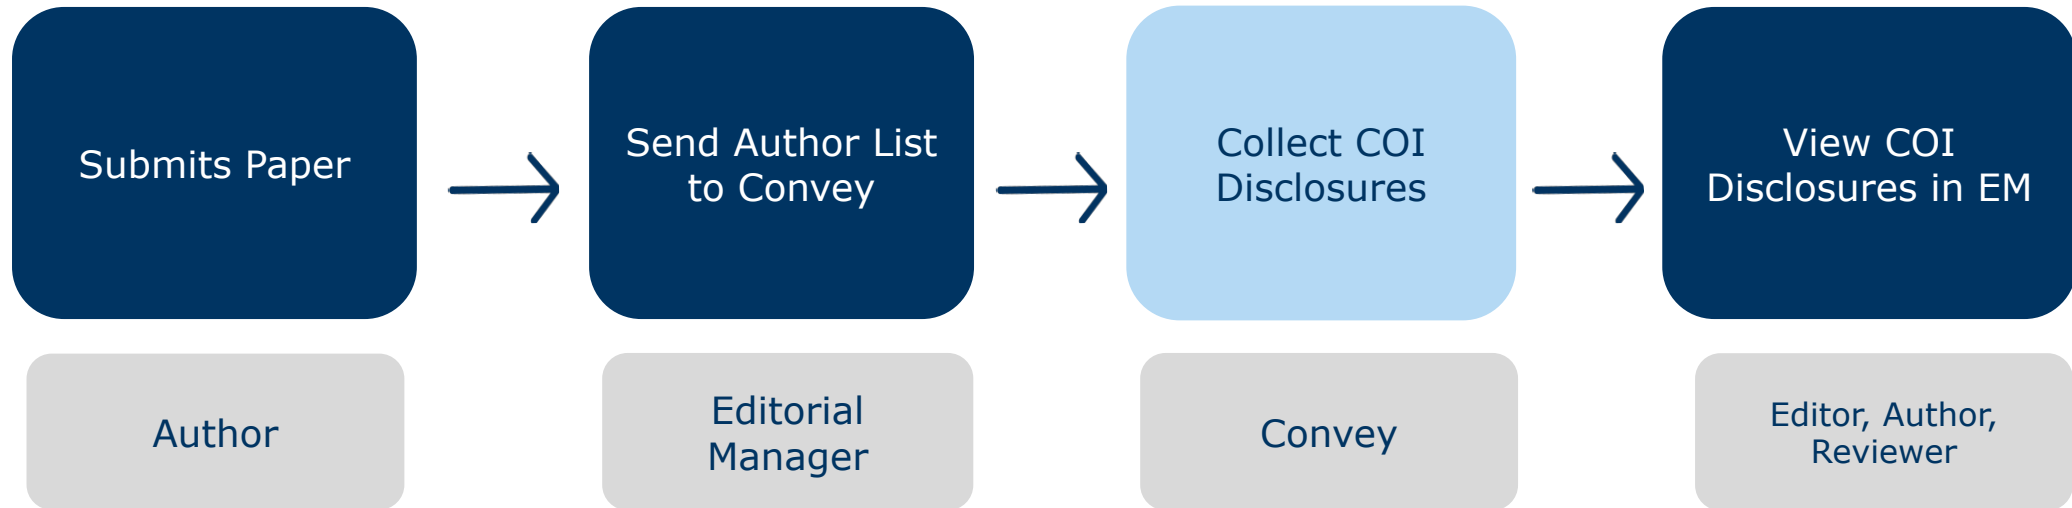 Submits Paper
Send Author List
to Convey
Collect COI
Disclosures
View COI
Disclosures in EM
Author
Editorial
Manager
Convey
Editor, Author,
Reviewer